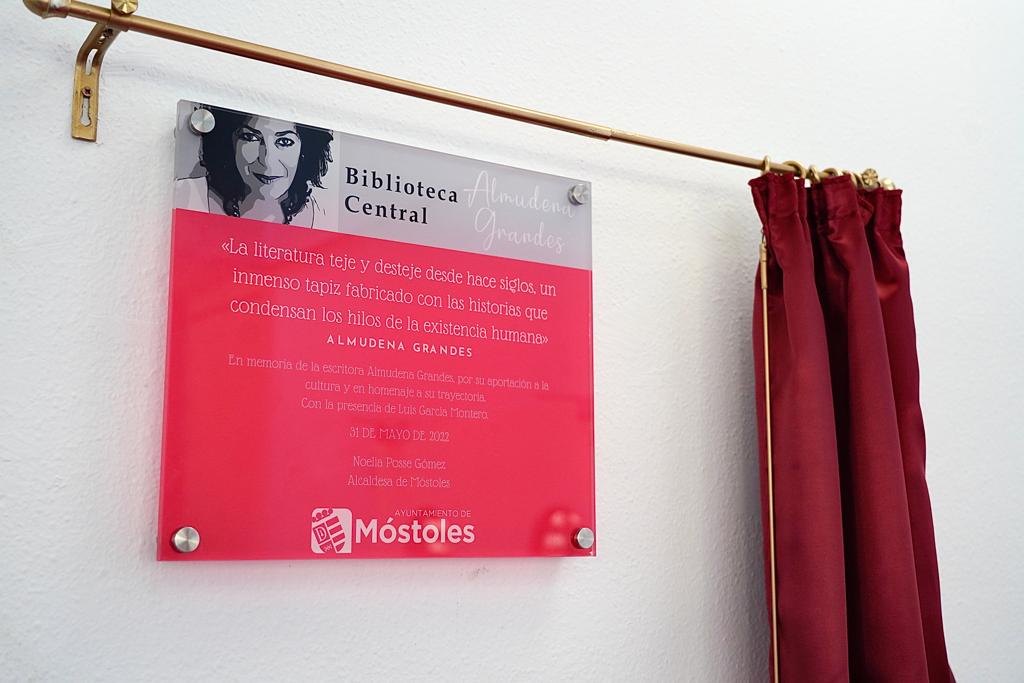 Biblioteca Almudena
Central Grandes
«La literatura teje y desteje desde hace siglos, un
inmenso tapiz fabricado con las historias que
condensan los hilos de la existencia humana»
ALMUDENA GRANDES
En memoria de la escritora Almudena Grandes, por su aportación a la
cultura y en homenaje a su trayectoria.
Con la presencia de Luis García Montero.
31 DE MAYO DE 2022
Noelia Posse Gómez
Alcaldesa de Móstoles
AYUNTAMIENTO DE
Móstoles